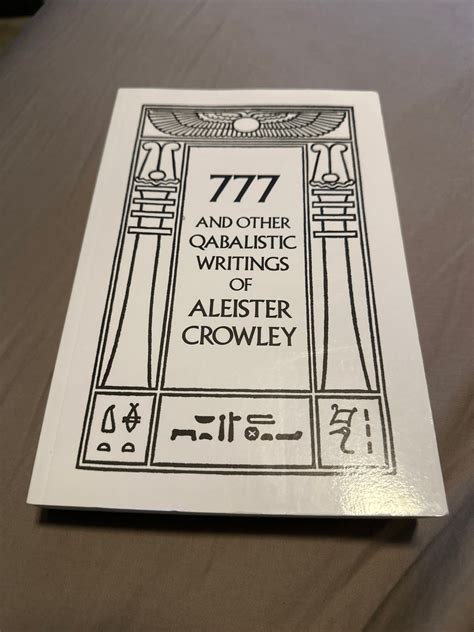 777
AND OTHER
QABALISTIC
WRITINGS
OF
ALEISTER
CROWLEY